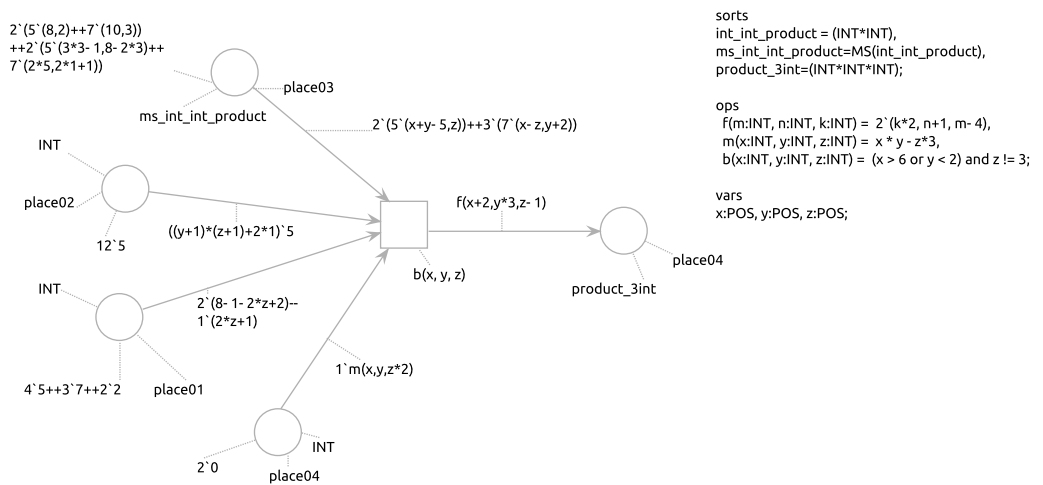 2`(5`(8,2)++7`(10,3))
++2`(5`(3*3- 1,8- 2*3)++
7`(2*5,2*1+1))
place03
ms_int_int_product
2`(5`(x+y- 5,z))++3`(7`(x- z,y+2))
INT
place02
12`5
((y+1)*(z+1)+2*1)`5
f(x+2,y*3,z- 1)
b(x, y, z)
place04
product_3int
INT
2`(8- 1- 2*z+2)--
1`(2*z+1)
4`5++3`7++2`2
place01
1`m(x,y,z*2)
INT
2`0
place04
sorts
int_int_product = (INT*INT),
ms_int_int_product=MS(int_int_product),
product_3int=(INT*INT*INT);
ops
f(m:INT, n:INT, k:INT) = 2`(k*2, n+1, m- 4),
m(x:INT, y:INT, z:INT) = x * y - z*3,
b(x:INT, y:INT, z:INT) = (x > 6 or y < 2) and z != 3;
vars
x:POS, y:POS, z:POS;